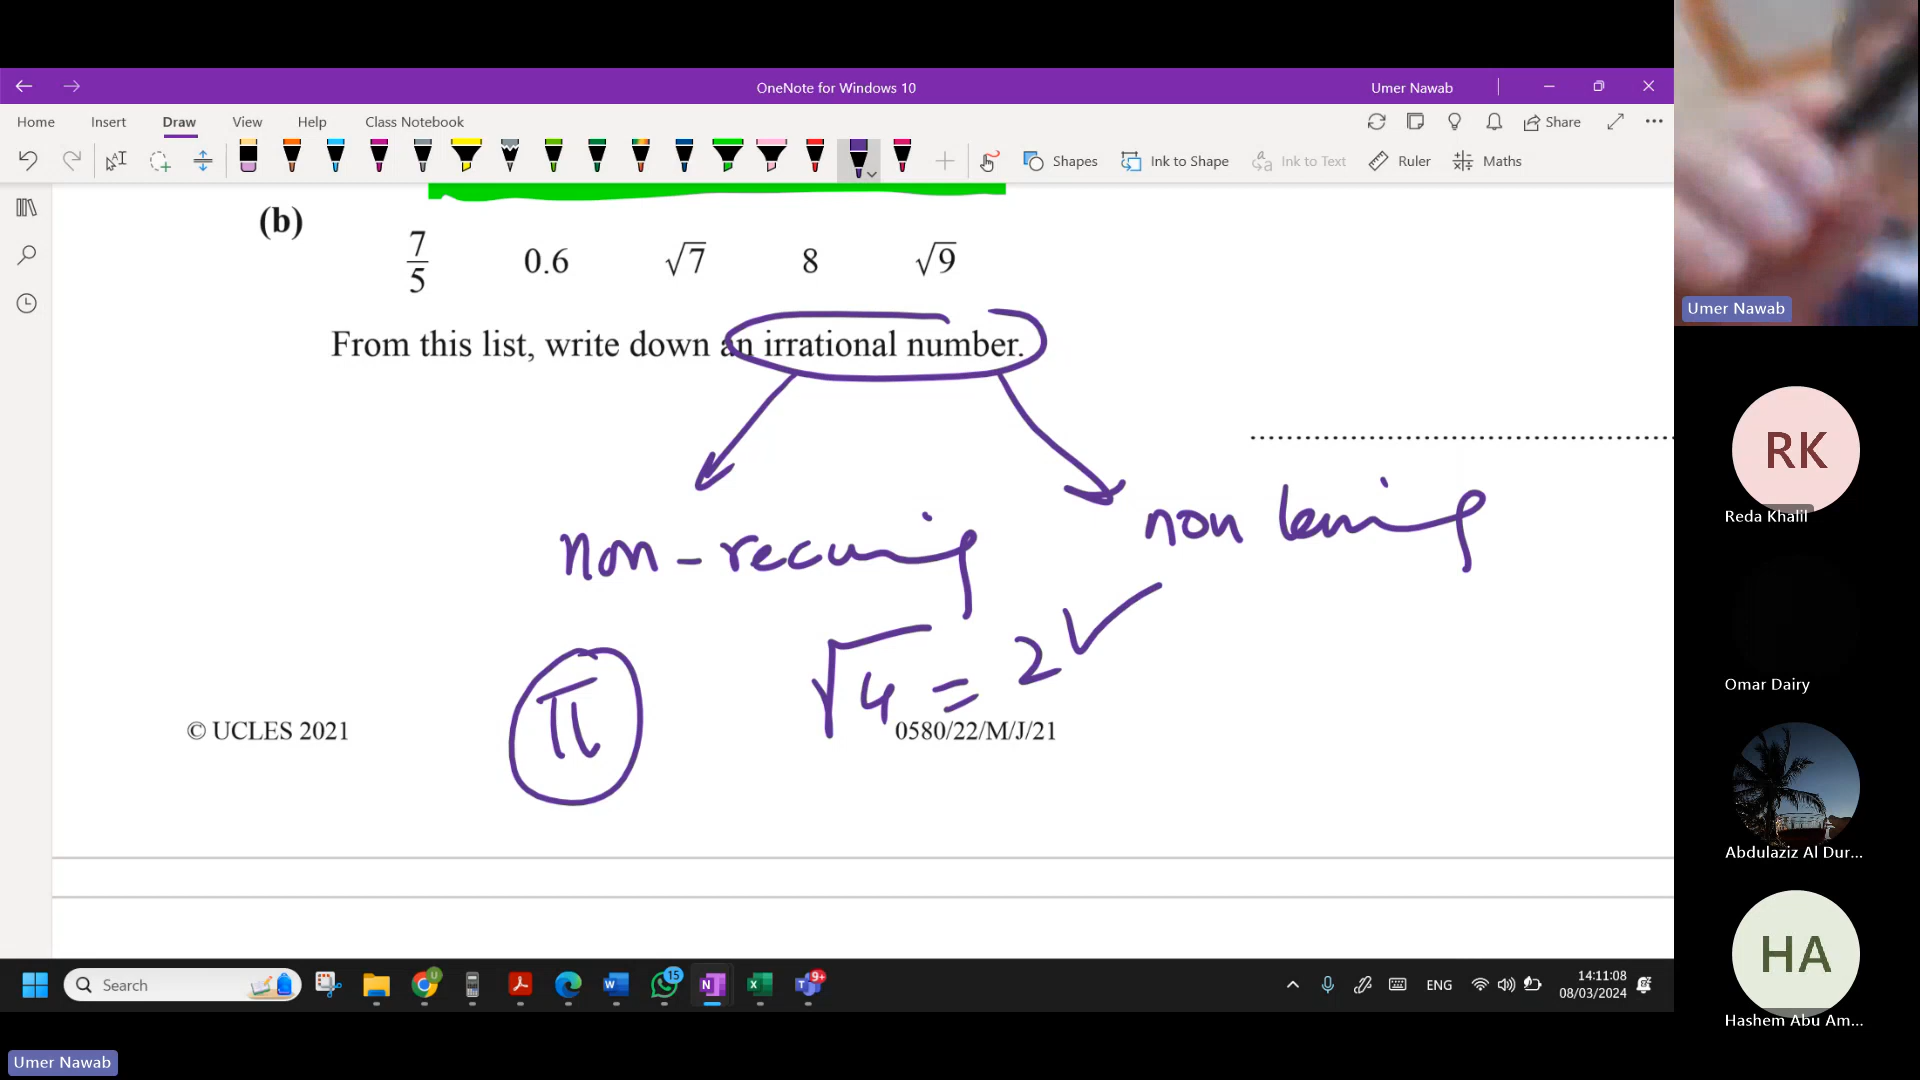 OneNote for Windows 10
Umer Nawab
Home Insert Draw View Help Class Notebook
Share
Shapes Ink to Shape Ink to Text Ruler Maths
(b)
7/5 0.6 √7 8 √9
From this list, write down an irrational number.
non - recuring
non
√4 = 2
π
© UCLES 2021
0580/22/M/J/21
Search
15
9+
ENG
14:11:08
08/03/2024
Umer Nawab
RK
Reda Khalil
Omar Dairy
Abdulaziz Al Dur...
HA
Hashem Abu Am...
Umer Nawab